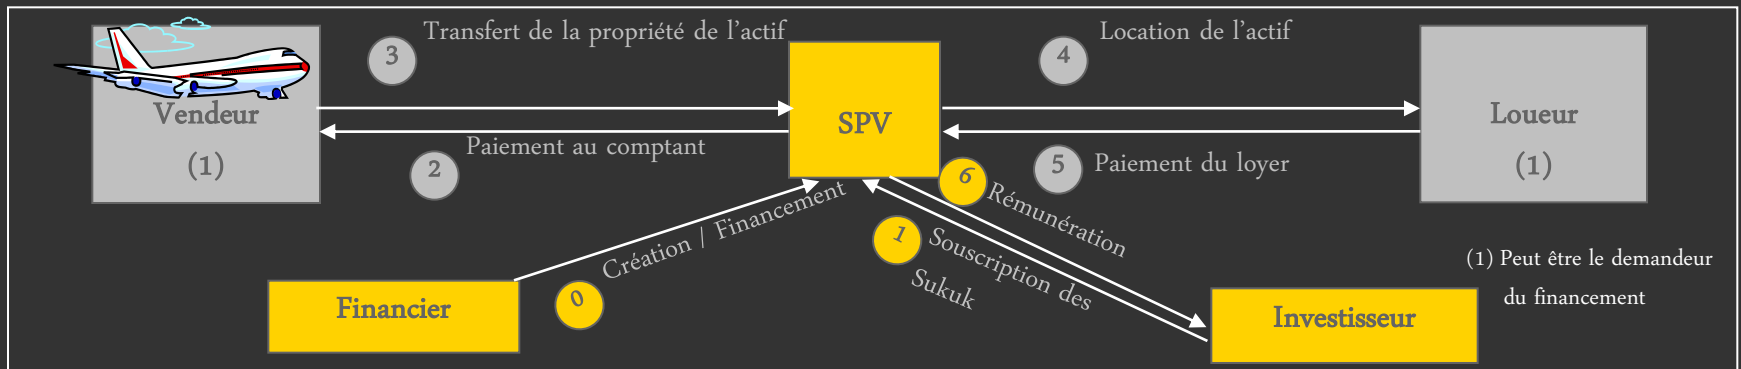 Transfert de la propriété de l'actif
3
Location de l'actif
4
Vendeur
(1)
SPV
Loueur
(1)
Paiement au comptant
2
5
Paiement du loyer
6
Rémunération
1
Souscription des
Sukuk
Création / Financement
0
Financier
Investisseur
(1) Peut être le demandeur
du financement